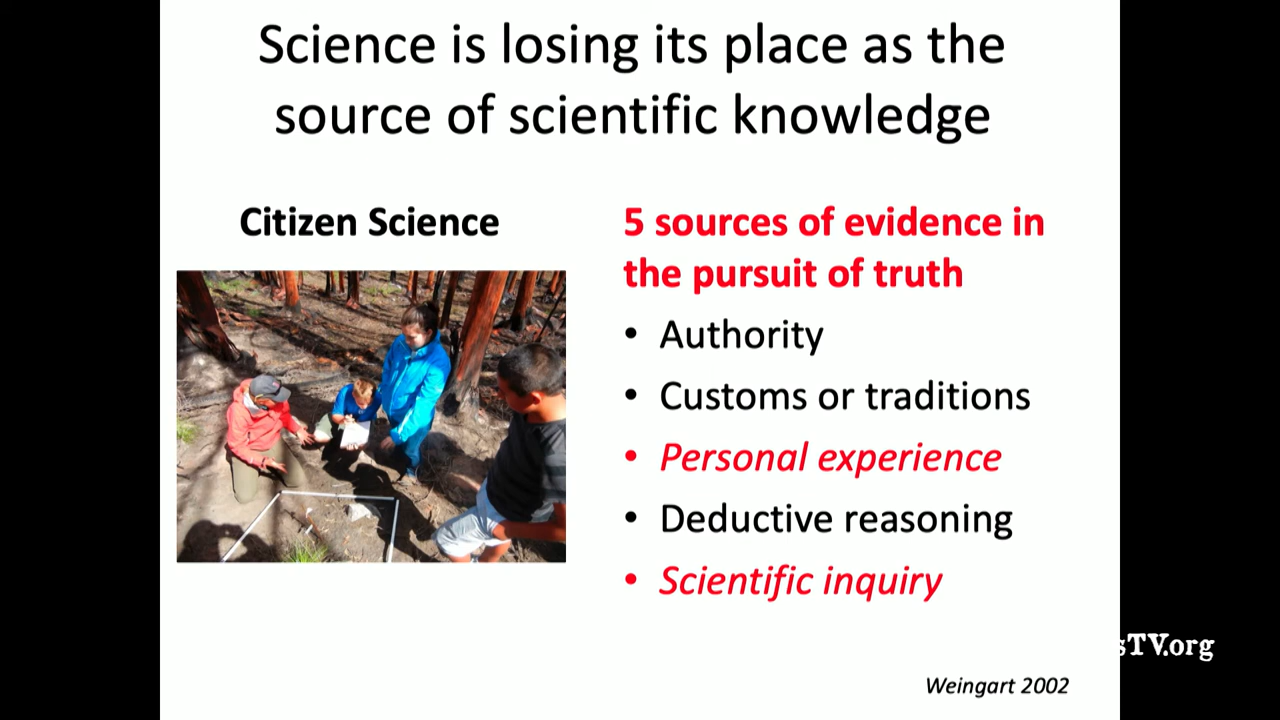 Science is losing its place as the
source of scientific knowledge
Citizen Science
5 sources of evidence in
the pursuit of truth
• Authority
• Customs or traditions
• Personal experience
• Deductive reasoning
• Scientific inquiry
sTV.org
Weingart 2002